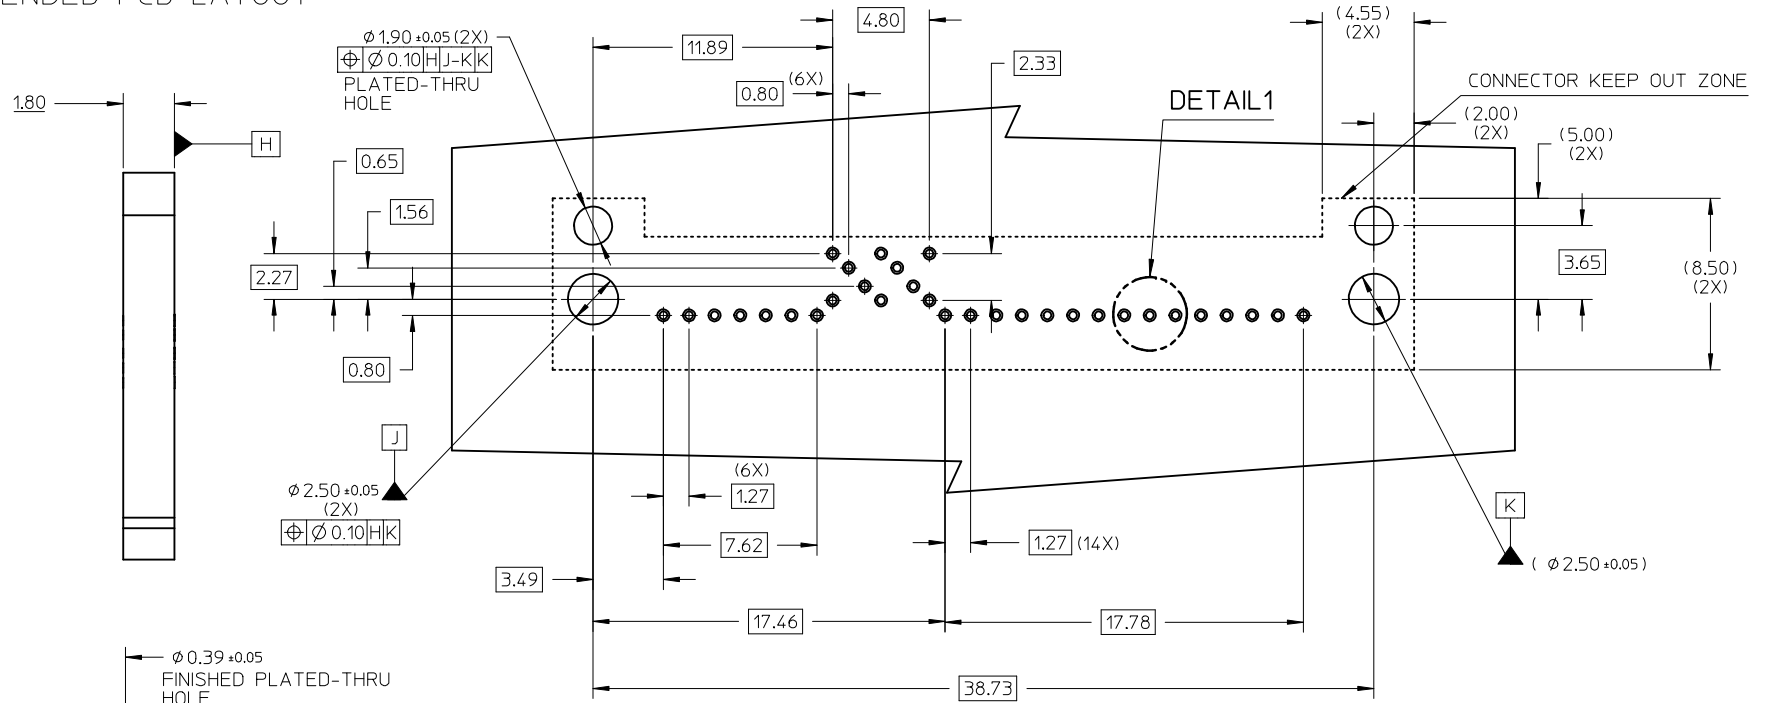 4.80
(4.55)
(2X)
Ø1.90 ±0.05 (2X)
⌖ Ø 0.10 H J-K K
PLATED-THRU
HOLE
11.89
(6X)
0.80
2.33
CONNECTOR KEEP OUT ZONE
DETAIL1
1.80
H
(2.00)
(2X)
(5.00)
(2X)
0.65
1.56
2.27
3.65
(8.50)
(2X)
0.80
J
Ø2.50 ±0.05
(2X)
⌖ Ø 0.10 H K
(6X)
1.27
K
7.62
1.27 (14X)
( Ø2.50 ±0.05 )
3.49
17.46
17.78
Ø0.39 ±0.05
FINISHED PLATED-THRU
HOLE
38.73